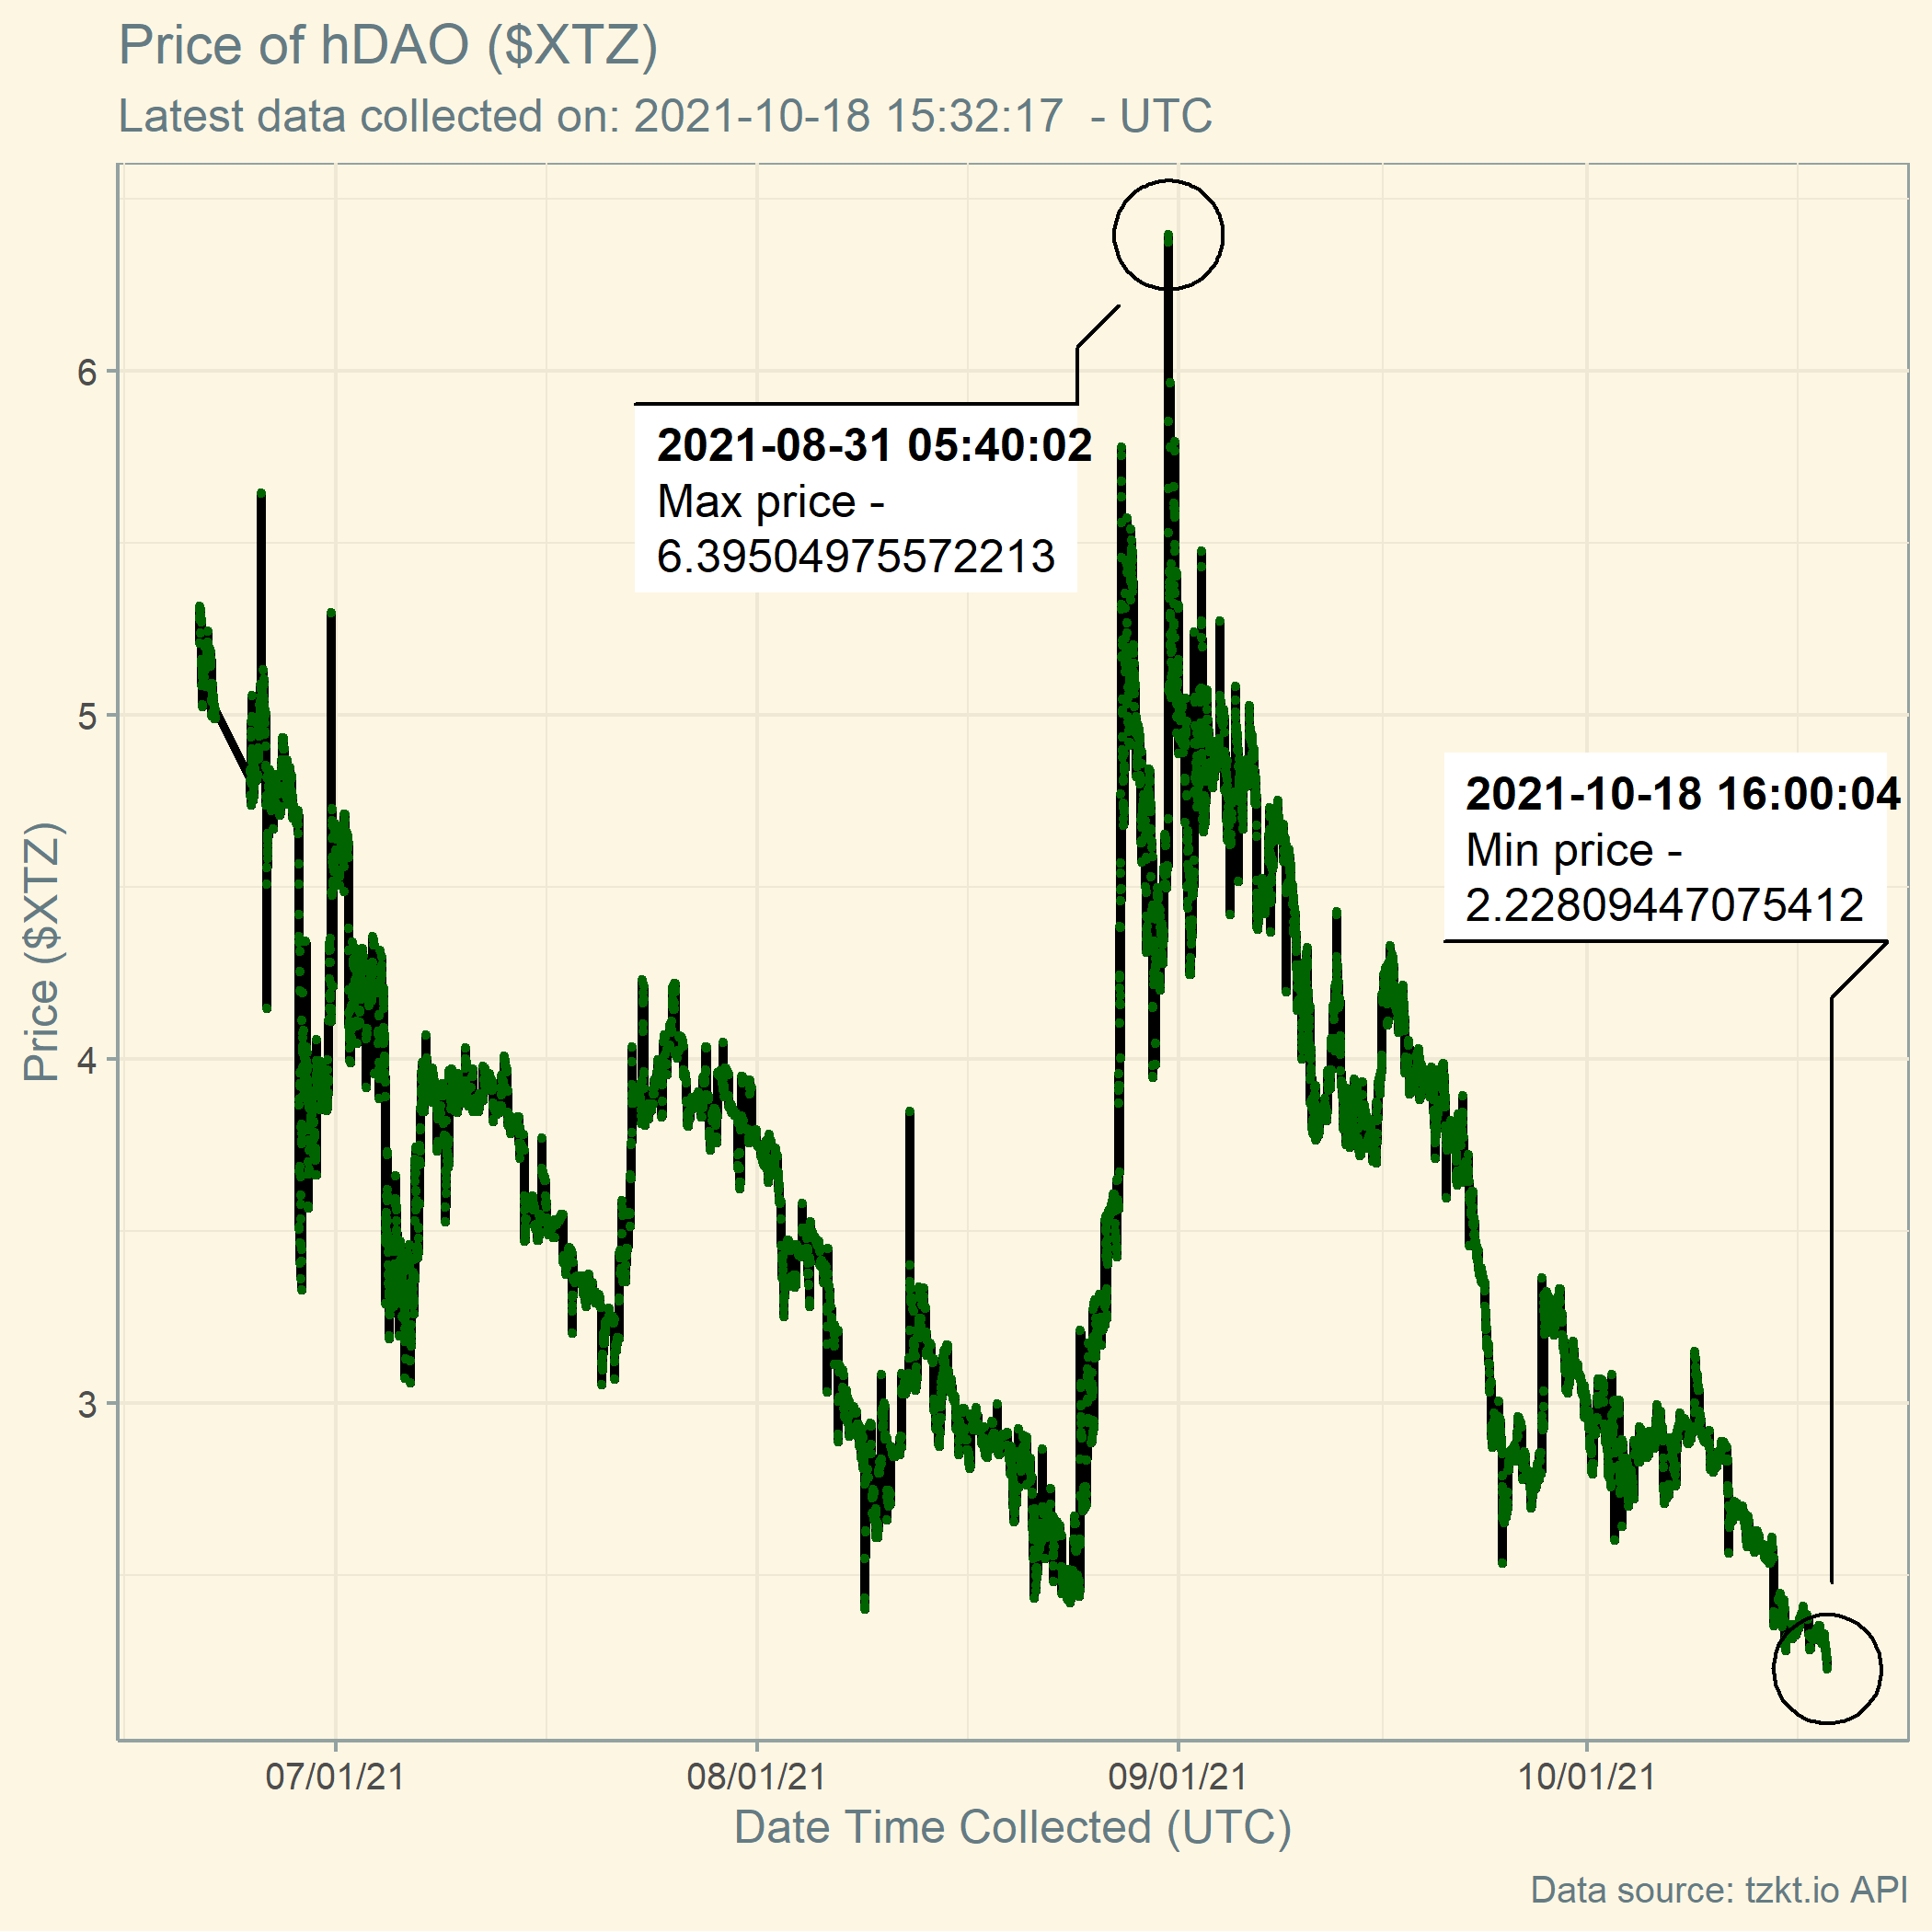 Price of hDAO ($XTZ)
Latest data collected on: 2021-10-18 15:32:17  - UTC
2021-08-31 05:40:02
Max price -
6.39504975572213
2021-10-18 16:00:04
Min price -
2.22809447075412
6
5
4
3
Price ($XTZ)
07/01/21
08/01/21
09/01/21
10/01/21
Date Time Collected (UTC)
Data source: tzkt.io API